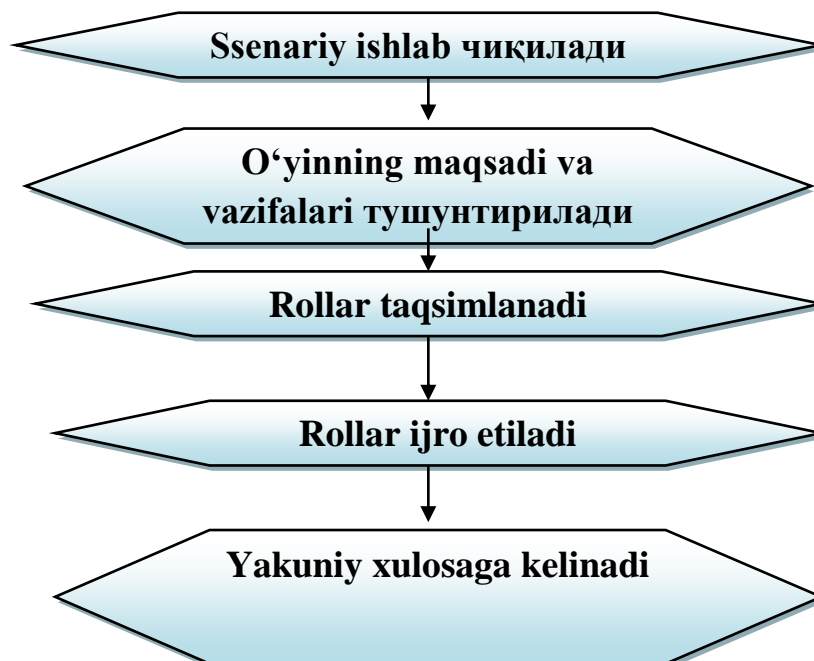 Ssenariy ishlab чиқилади
O‘yinning maqsadi va
vazifalari тушунтирилади
Rollar taqsimlanadi
Rollar ijro etiladi
Yakuniy xulosaga kelinadi